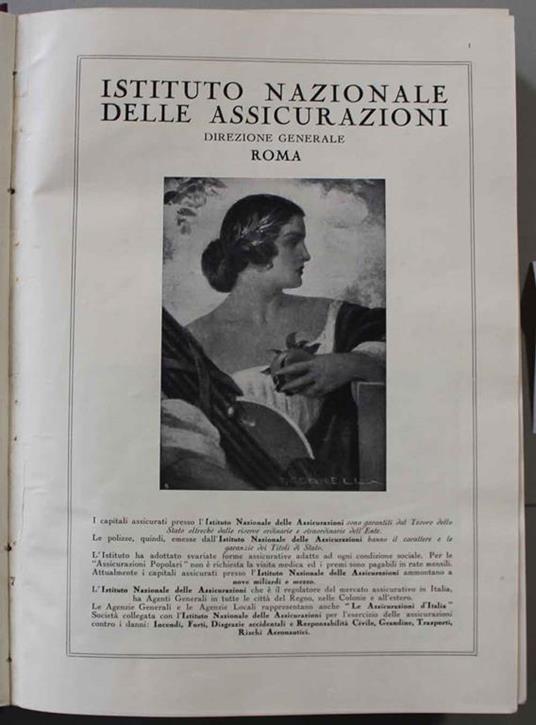 1
ISTITUTO NAZIONALE
DELLE ASSICURAZIONI
DIREZIONE GENERALE
ROMA
I capitali assicurati presso l'Istituto Nazionale delle Assicurazioni sono garantiti dal Tesoro dello
Stato oltrechè dalle riserve ordinarie e straordinarie dell'Ente.
Le polizze, quindi, emesse dall'Istituto Nazionale delle Assicurazioni hanno il carattere e le
garanzie dei Titoli di Stato.
L'Istituto ha adottato svariate forme assicurative adatte ad ogni condizione sociale. Per le
"Assicurazioni Popolari" non è richiesta la visita medica ed i premi sono pagabili in rate mensili.
Attualmente i capitali assicurati presso l'Istituto Nazionale delle Assicurazioni ammontano a
nove miliardi e mezzo.
L'Istituto Nazionale delle Assicurazioni che è il regolatore del mercato assicurativo in Italia,
ha Agenti Generali in tutte le città del Regno, nelle Colonie e all'estero.
Le Agenzie Generali e le Agenzie Locali rappresentano anche "Le Assicurazioni d'Italia"
Società collegata con l'Istituto Nazionale delle Assicurazioni per l'esercizio delle assicurazioni
contro i danni: Incendi, Furti, Disgrazie accidentali e Responsabilità Civile, Grandine, Trasporti,
Rischi Aeronautici.